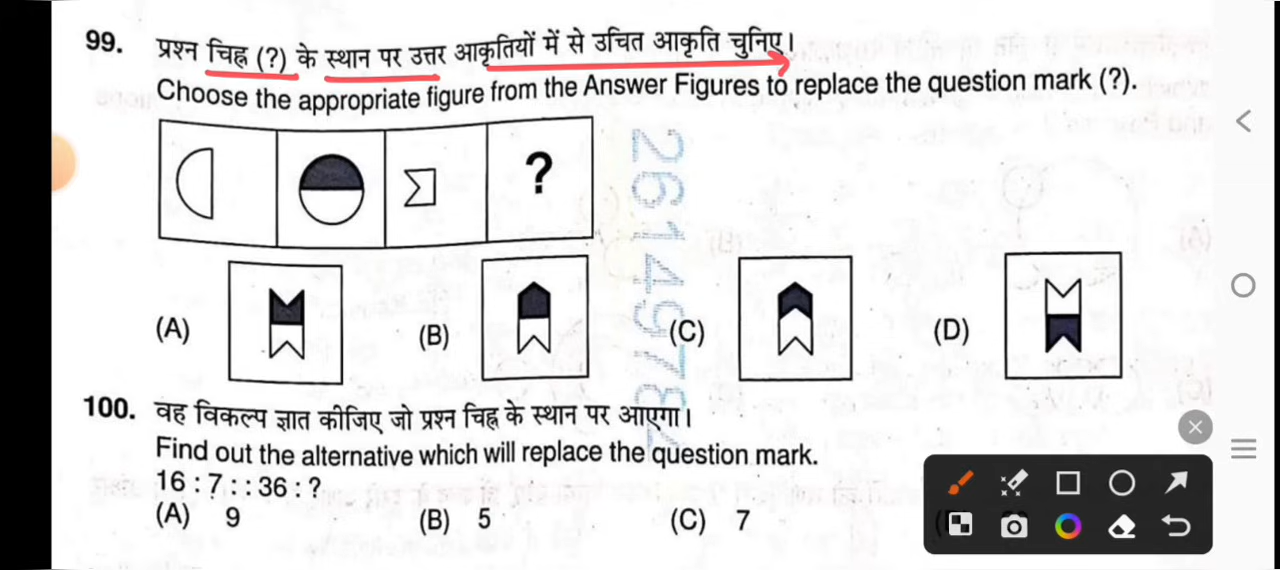 99. प्रश्न चिह्न (?) के स्थान पर उत्तर आकृतियों में से उचित आकृति चुनिए।
Choose the appropriate figure from the Answer Figures to replace the question mark (?).
?
(A) (B) (C) (D)
100. वह विकल्प ज्ञात कीजिए जो प्रश्न चिह्न के स्थान पर आएगा।
Find out the alternative which will replace the question mark.
16 : 7 : : 36 : ?
(A) 9 (B) 5 (C) 7